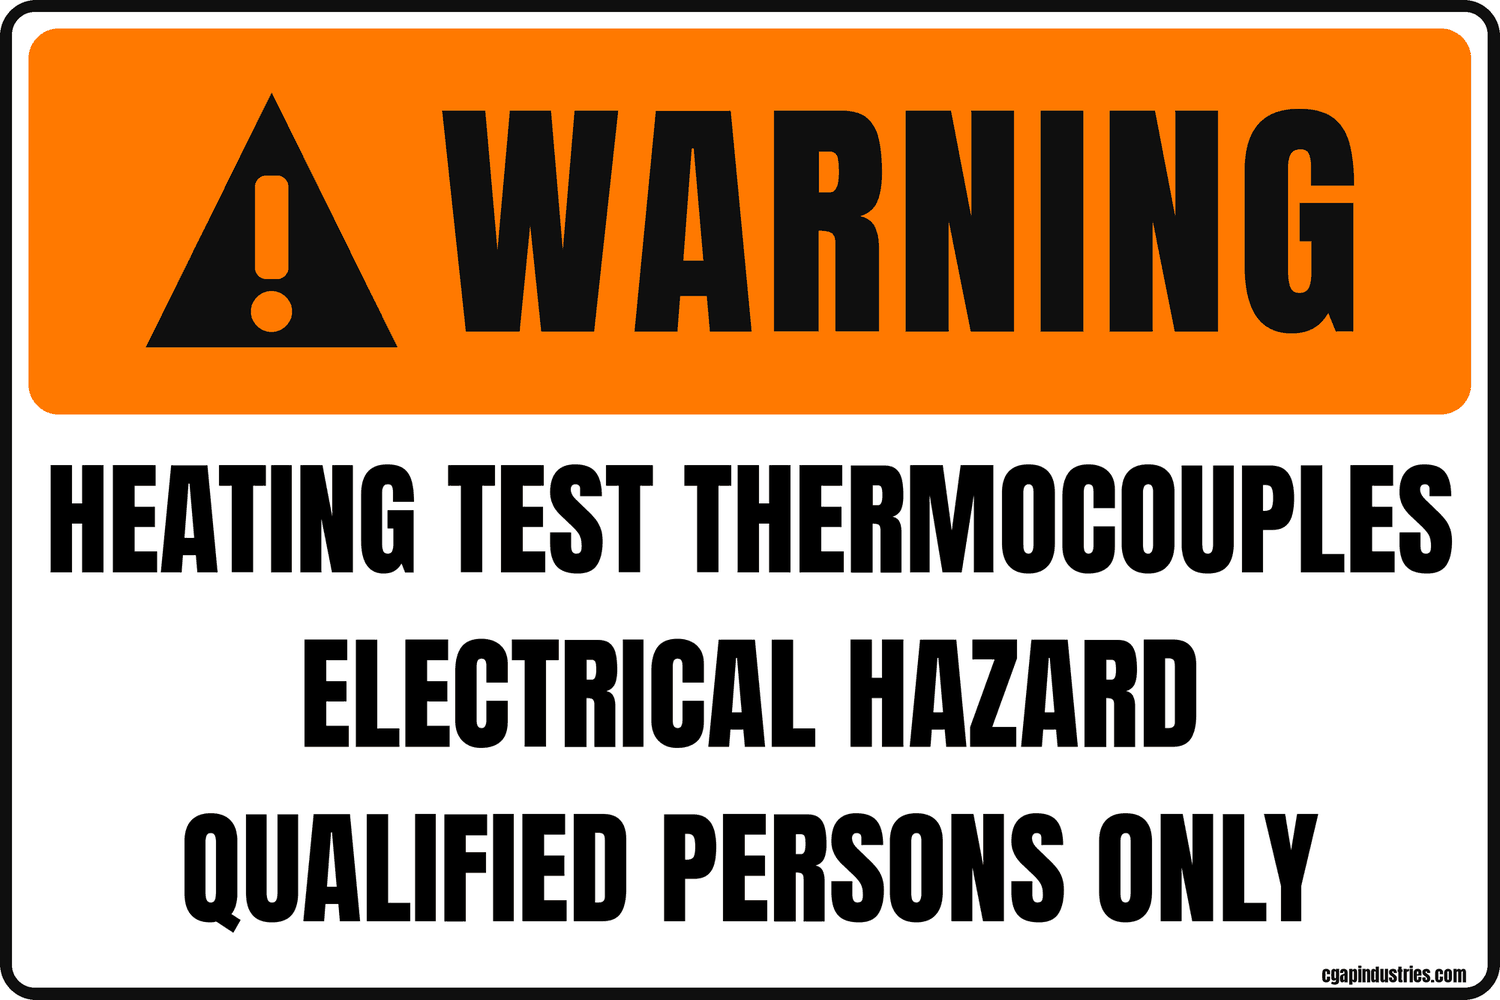 WARNING
HEATING TEST THERMOCOUPLES
ELECTRICAL HAZARD
QUALIFIED PERSONS ONLY
cgapindustries.com